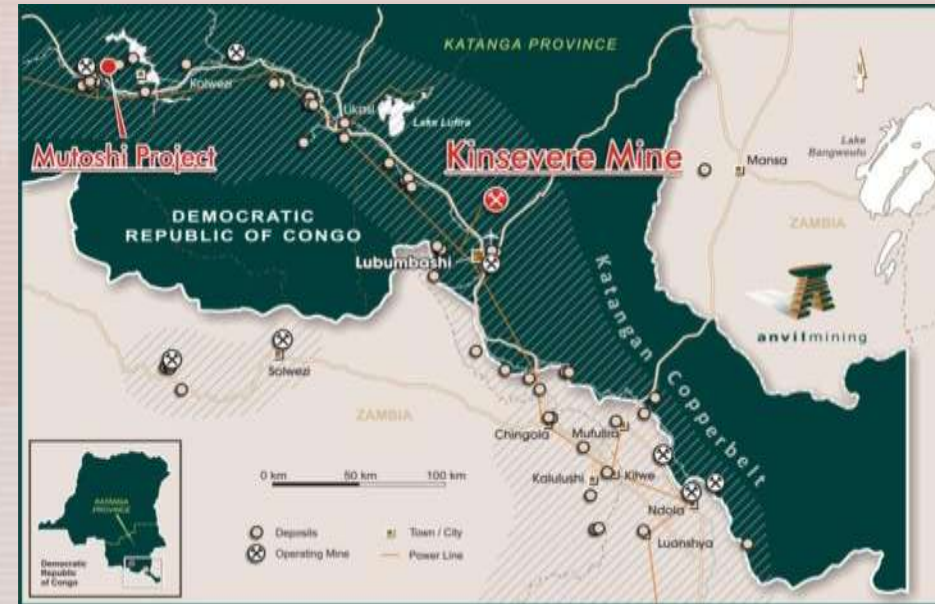 KATANGA PROVINCE
Kolwezi
Likasi
Lake Lufira
Mutoshi Project
Kinsevere Mine
Mansa
Lake
Bangweulu
ZAMBIA
DEMOCRATIC
REPUBLIC OF CONGO
Lubumbashi
Katangan
Copperbelt
anvilmining
Solwezi
ZAMBIA
Chingola
Mufulira
Kalulushi
Kitwe
Ndola
Luanshya
0 km 50 km 100 km
Deposits
Town / City
Operating Mine
Power Line
KATANGA
PROVINCE
Democratic
Republic
of Congo